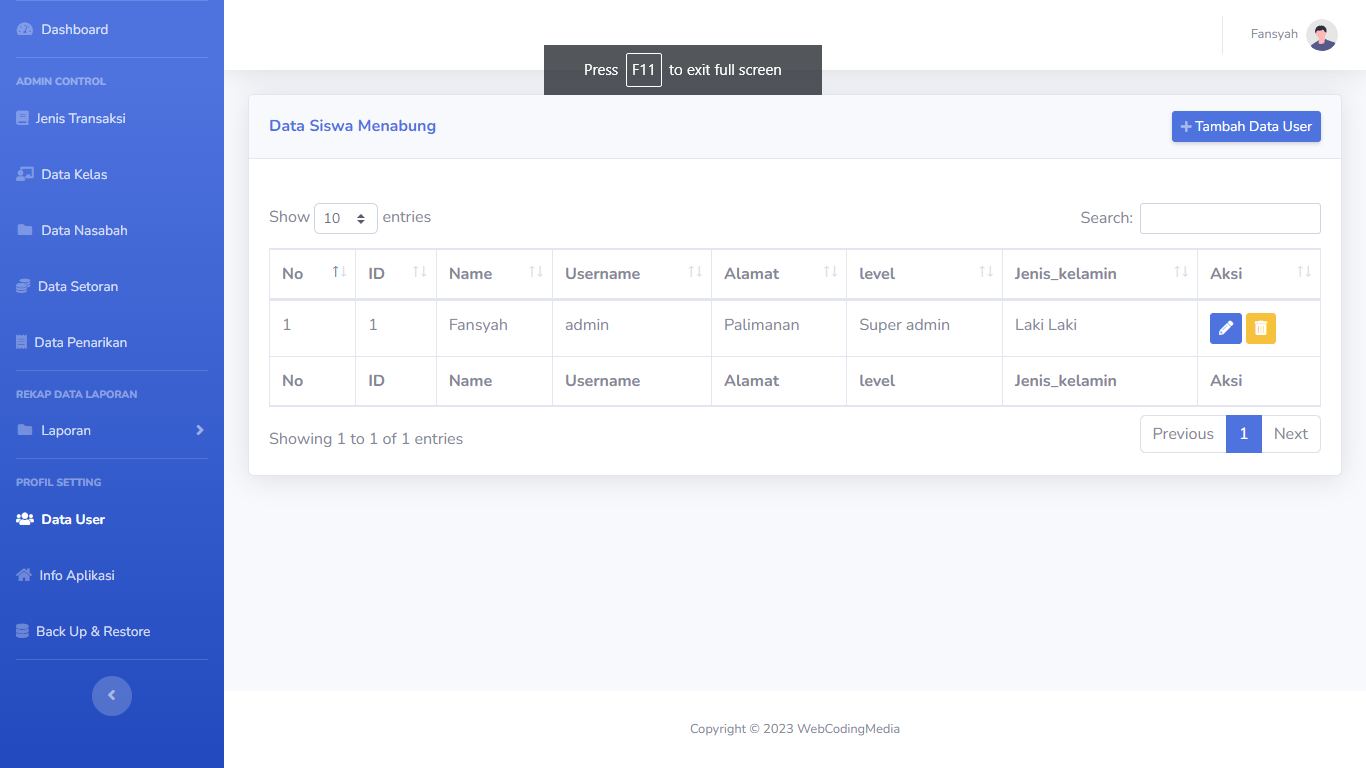 Dashboard
ADMIN CONTROL
Jenis Transaksi
Data Kelas
Data Nasabah
Data Setoran
Data Penarikan
REKAP DATA LAPORAN
Laporan
PROFIL SETTING
Data User
Info Aplikasi
Back Up & Restore
Fansyah
Press F11 to exit full screen
Data Siswa Menabung
+ Tambah Data User
Show 10 entries
Search:
No ID Name Username Alamat level Jenis_kelamin Aksi
1 1 Fansyah admin Palimanan Super admin Laki Laki
No ID Name Username Alamat level Jenis_kelamin Aksi
Showing 1 to 1 of 1 entries
Previous 1 Next
Copyright © 2023 WebCodingMedia